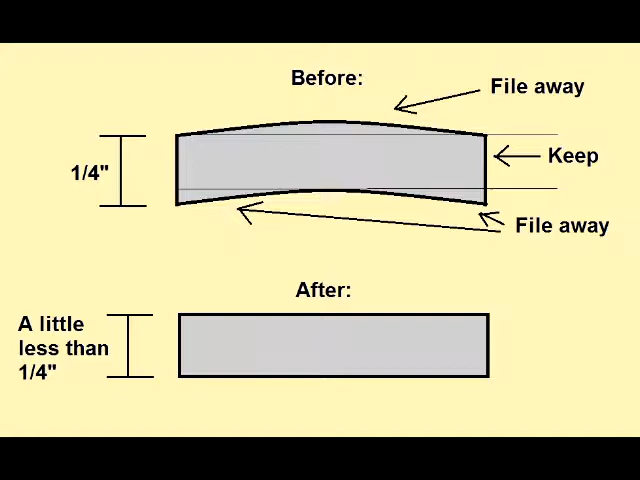 Before:
File away
1/4"
Keep
File away
After:
A little
less than
1/4"